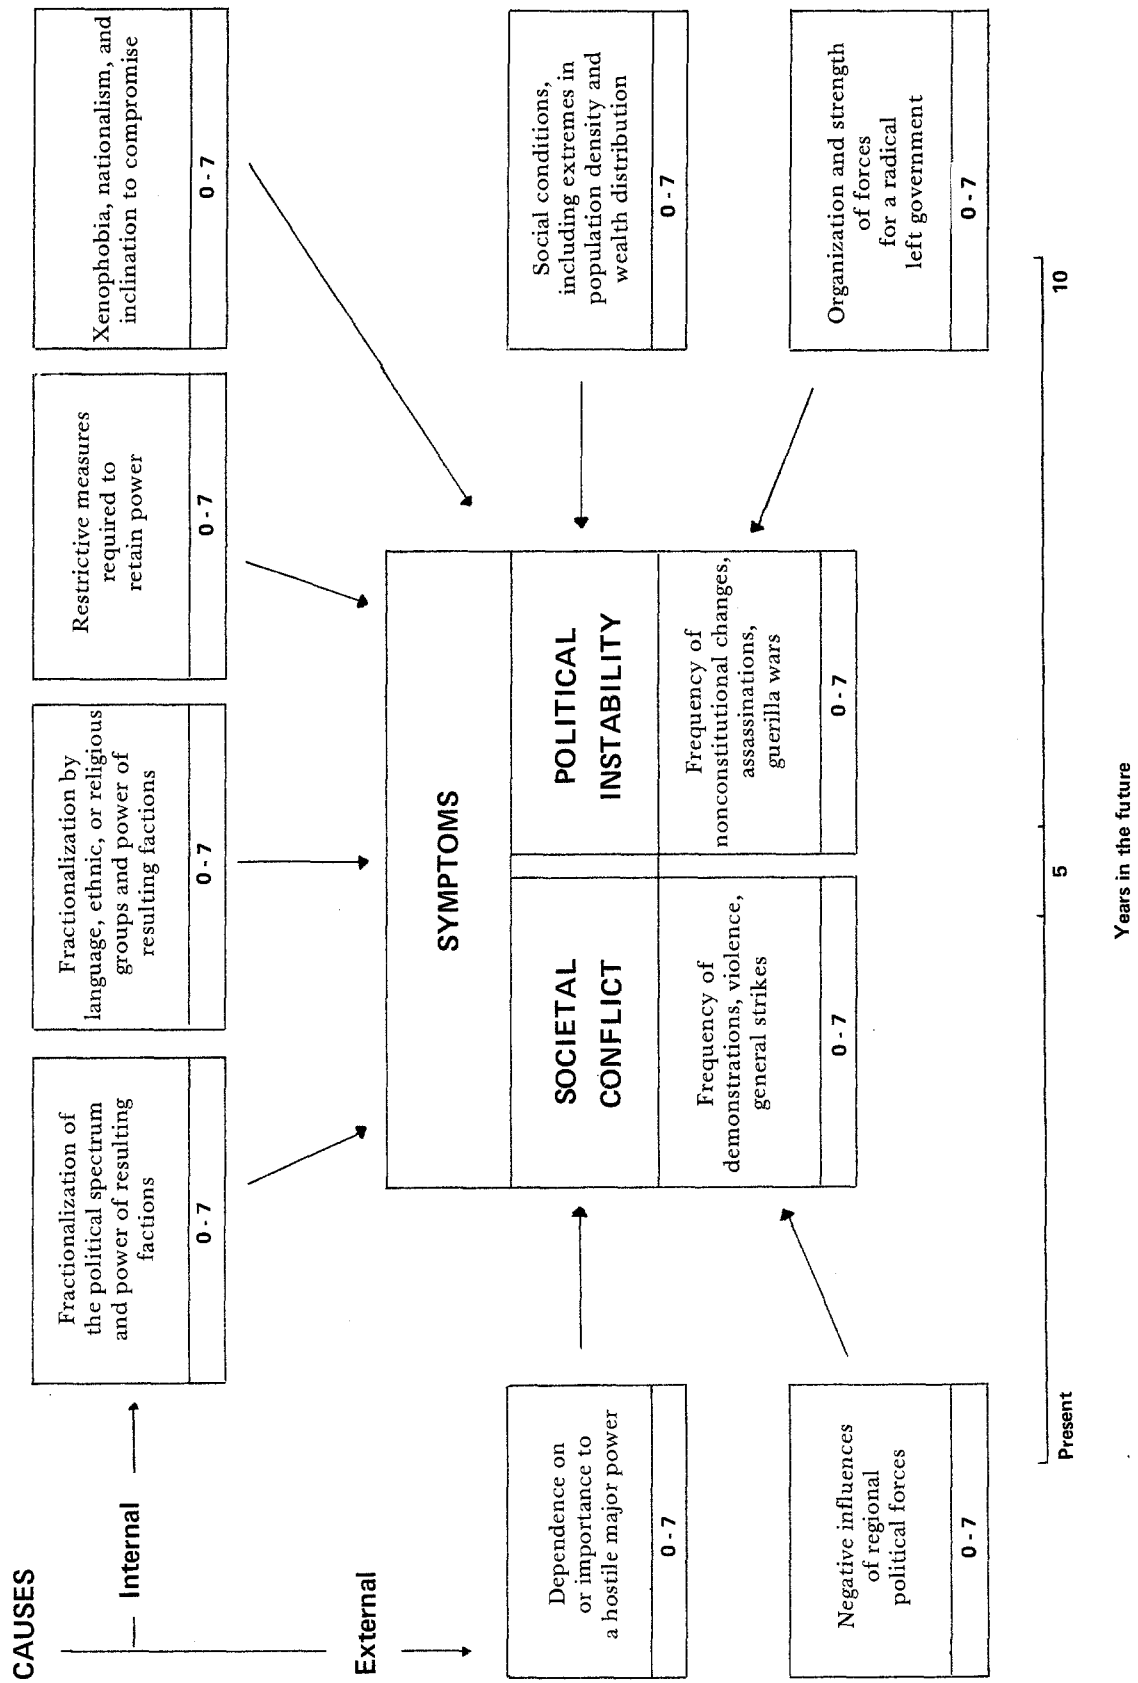 CAUSES
Internal
Fractionalization of
the political spectrum
and power of resulting
factions
0 - 7
Fractionalization by
language, ethnic, or religious
groups and power of
resulting factions
0 - 7
Restrictive measures
required to
retain power
0 - 7
Xenophobia, nationalism, and
inclination to compromise
0 - 7
External
Dependence on
or importance to
a hostile major power
0 - 7
Negative influences
of regional
political forces
0 - 7
SYMPTOMS
SOCIETAL
CONFLICT
Frequency of
demonstrations, violence,
general strikes
0 - 7
POLITICAL
INSTABILITY
Frequency of
nonconstitutional changes,
assassinations,
guerilla wars
0 - 7
Social conditions,
including extremes in
population density and
wealth distribution
0 - 7
Organization and strength
of forces
for a radical
left government
0 - 7
Present
5
10
Years in the future